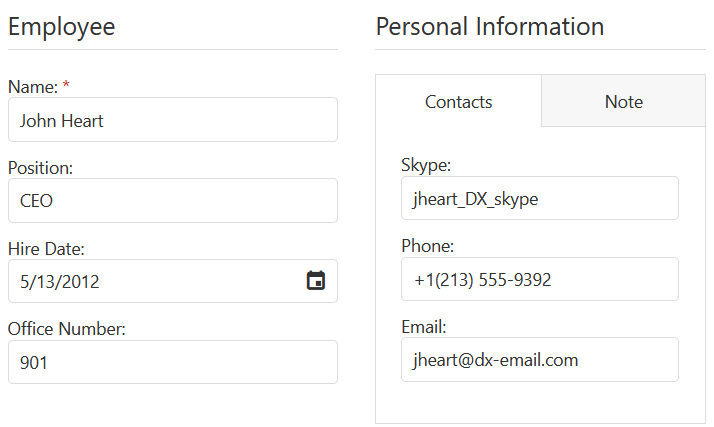 Employee
Name: *
John Heart
Position:
CEO
Hire Date:
5/13/2012
Office Number:
901
Personal Information
Contacts
Note
Skype:
jheart_DX_skype
Phone:
+1(213) 555-9392
Email:
jheart@dx-email.com